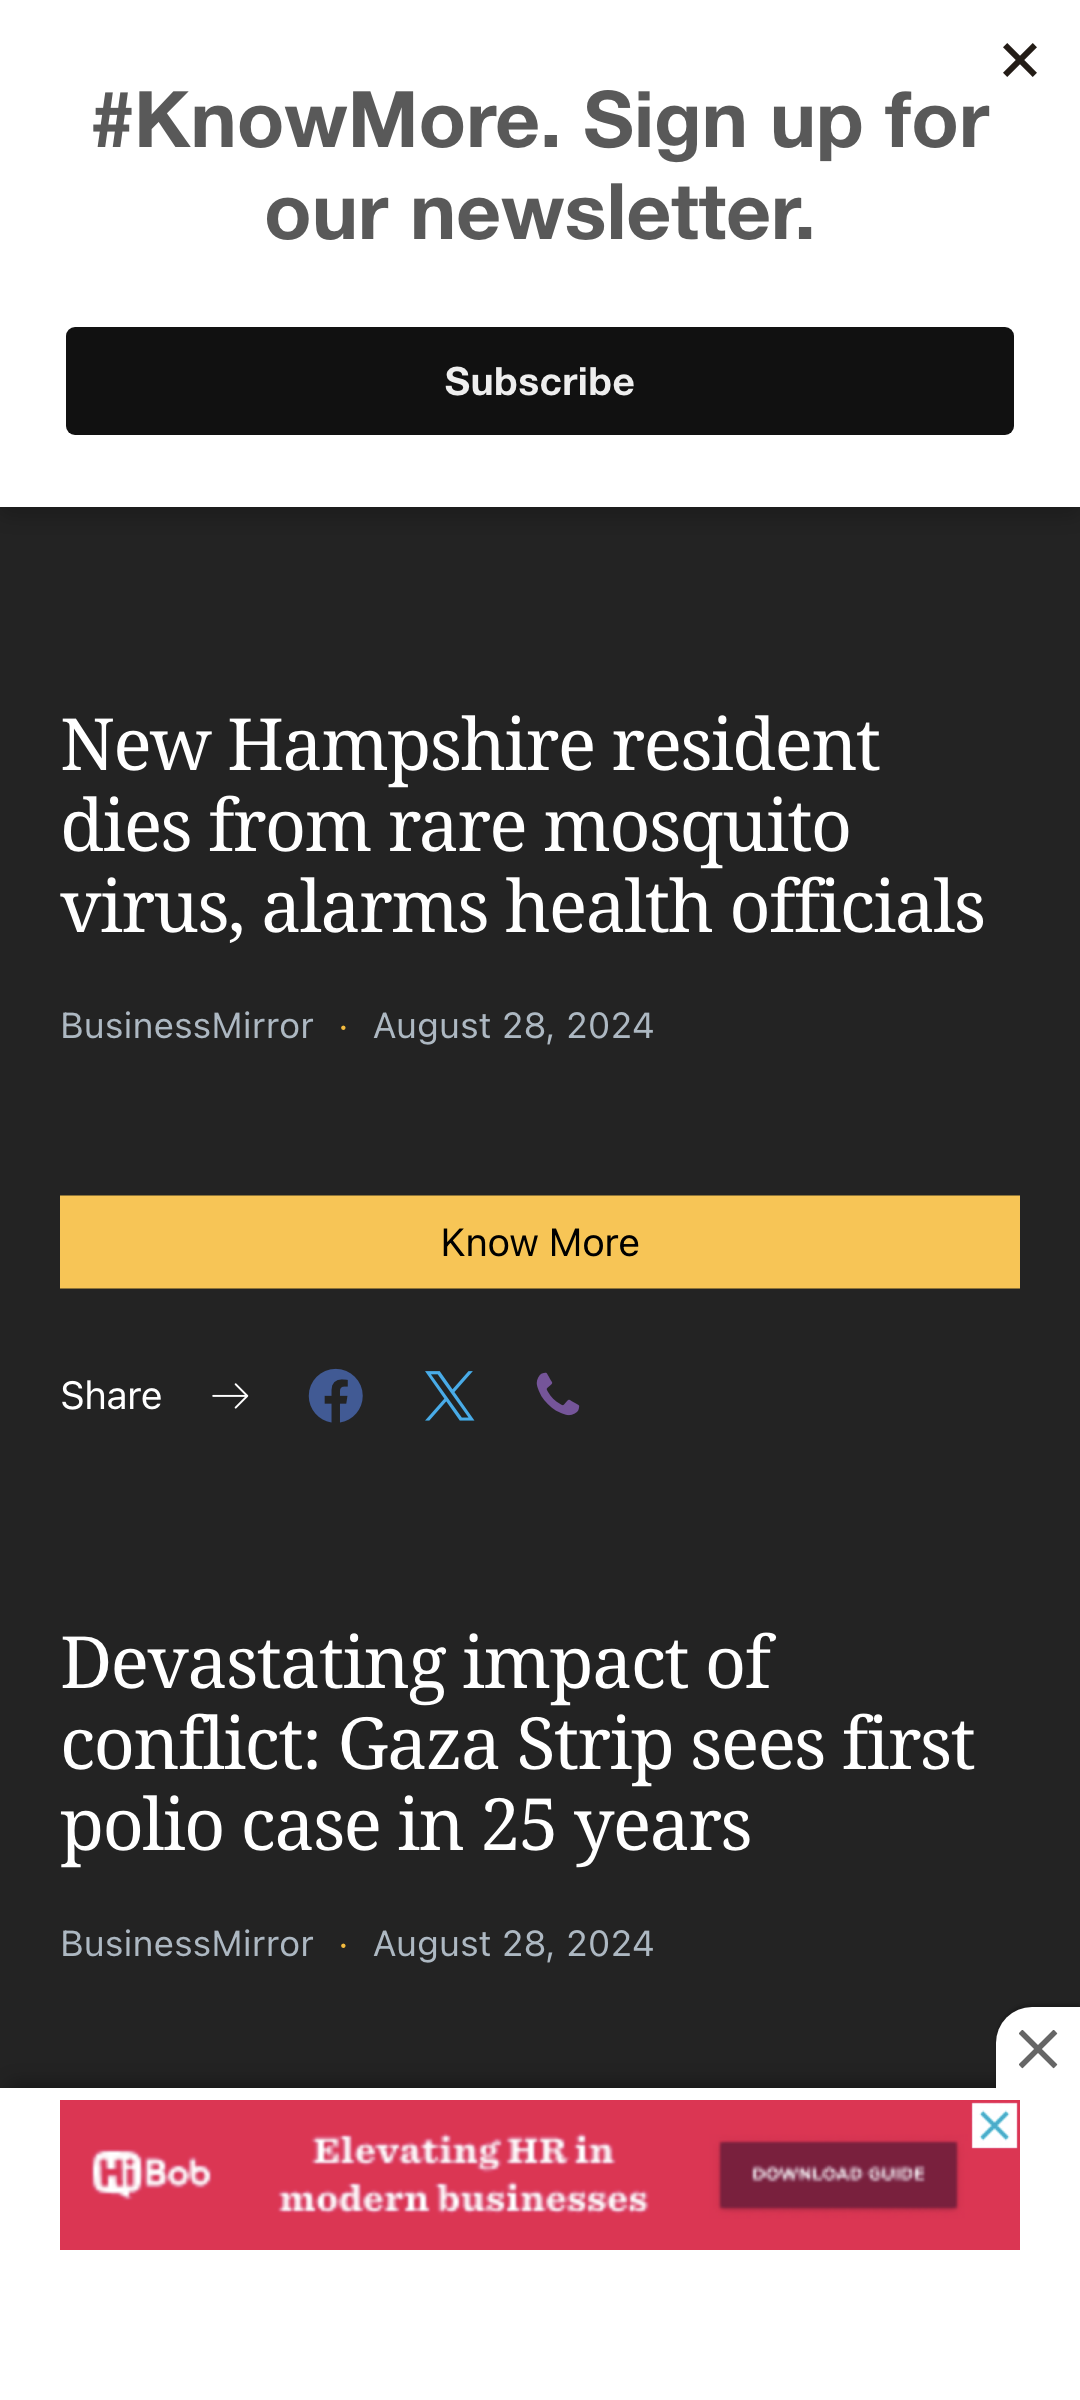 #KnowMore. Sign up for
our newsletter.
Subscribe
New Hampshire resident
dies from rare mosquito
virus, alarms health officials
BusinessMirror · August 28, 2024
Know More
Share →
Devastating impact of
conflict: Gaza Strip sees first
polio case in 25 years
BusinessMirror · August 28, 2024
HiBob
Elevating HR in
modern businesses
DOWNLOAD GUIDE